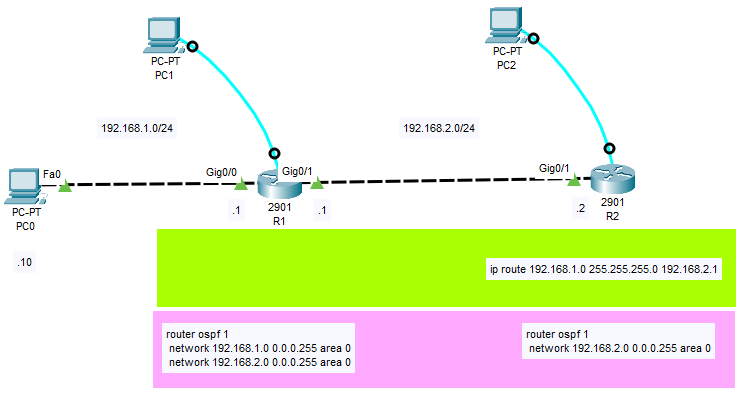 PC-PT
PC1
PC-PT
PC2
192.168.1.0/24
192.168.2.0/24
Fa0
Gig0/0
Gig0/1
Gig0/1
PC-PT
PC0
.1
2901
R1
.1
.2
2901
R2
.10
ip route 192.168.1.0 255.255.255.0 192.168.2.1
router ospf 1
network 192.168.1.0 0.0.0.255 area 0
network 192.168.2.0 0.0.0.255 area 0
router ospf 1
network 192.168.2.0 0.0.0.255 area 0